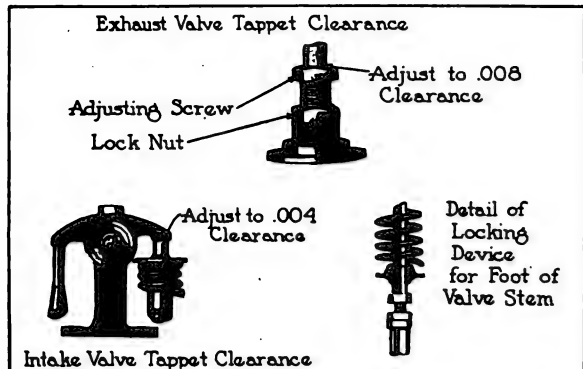 Exhaust Valve Tappet Clearance
Adjust to .008
Clearance
Adjusting Screw
Lock Nut
Adjust to .004
Clearance
Detail of
Locking
Device
for Foot of
Valve Stem
Intake Valve Tappet Clearance